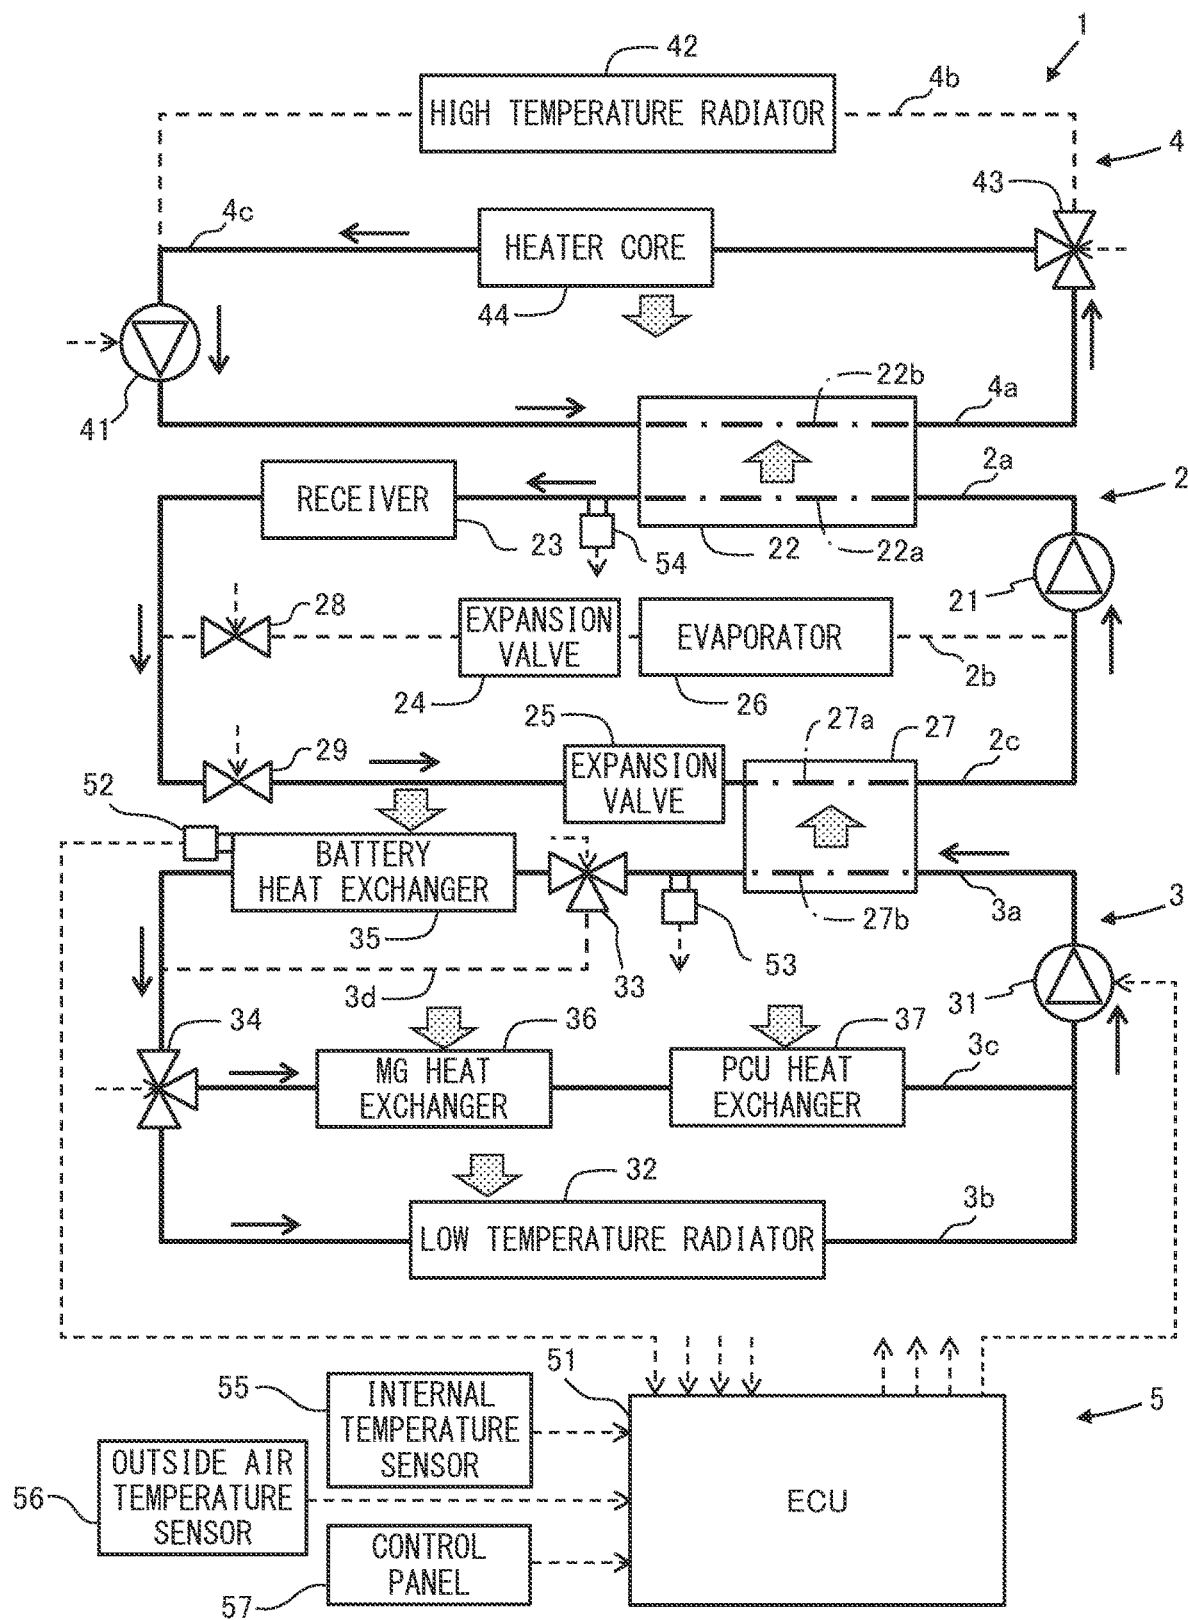 1
42
HIGH TEMPERATURE RADIATOR
4b
4
43
4c
HEATER CORE
44
41
22b
4a
2a
2
RECEIVER
23
54
22
22a
21
28
EXPANSION
VALVE
EVAPORATOR
24
26
2b
25
27a
27
29
EXPANSION
VALVE
2c
52
BATTERY
HEAT EXCHANGER
35
27b
3a
3
53
33
3d
31
34
36
37
MG HEAT
EXCHANGER
PCU HEAT
EXCHANGER
3c
32
LOW TEMPERATURE RADIATOR
3b
51
55
INTERNAL
TEMPERATURE
SENSOR
5
56
OUTSIDE AIR
TEMPERATURE
SENSOR
ECU
CONTROL
PANEL
57